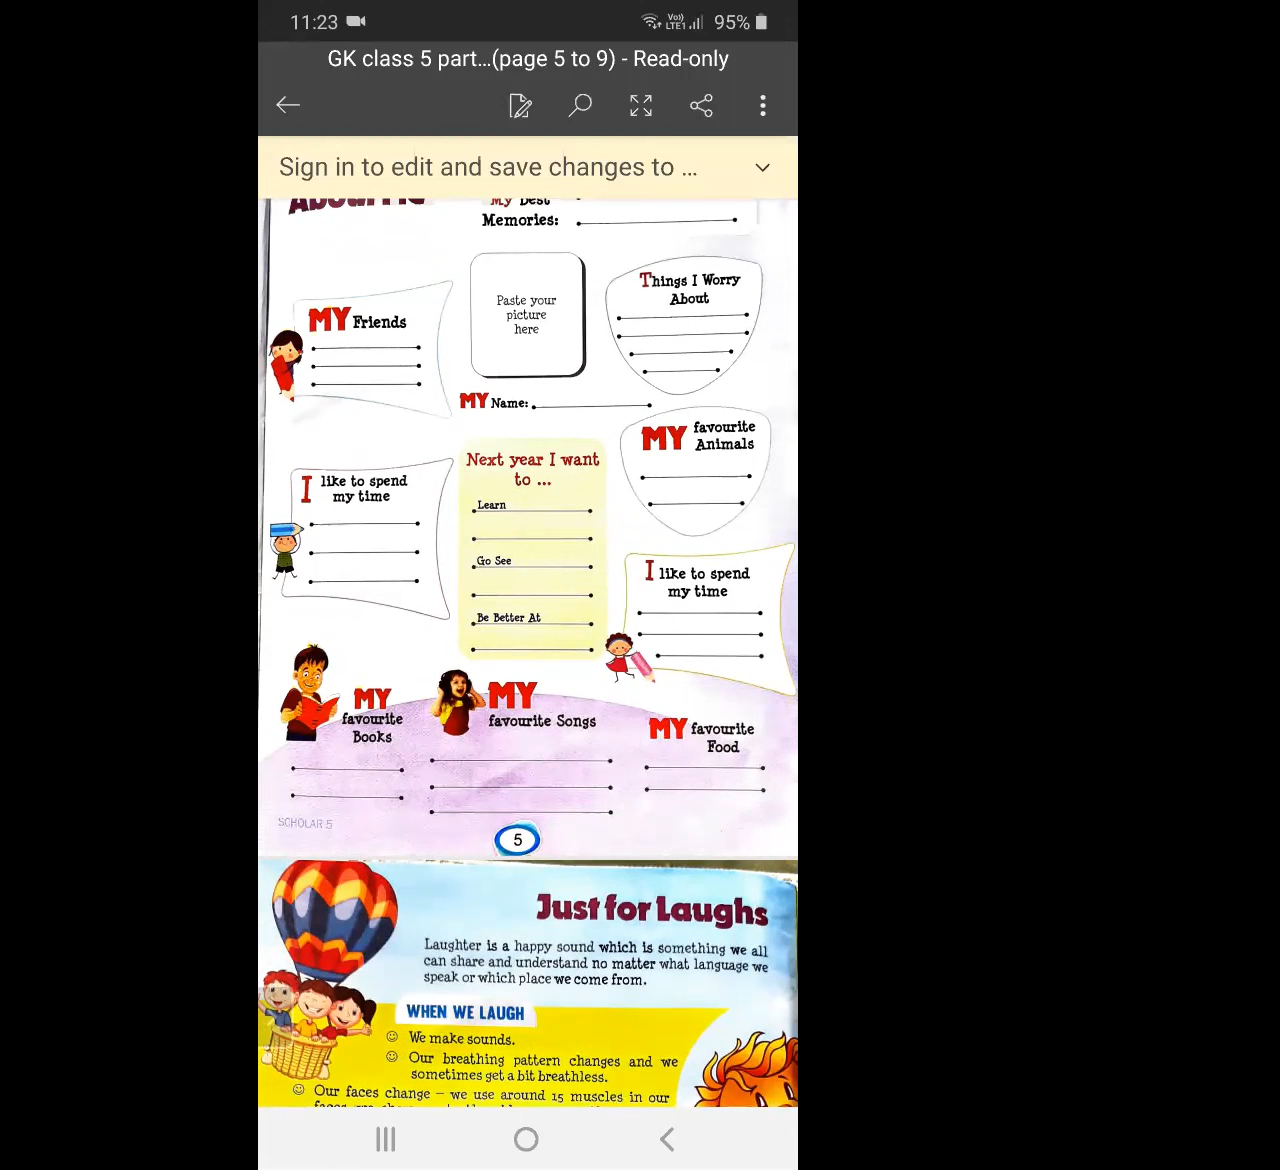 11:23
Vo))
LTE1
95%
GK class 5 part...(page 5 to 9) - Read-only
Sign in to edit and save changes to ...
About Me
My Best
Memories:
Paste your
picture
here
Things I Worry
About
MY Friends
MY Name:
MY favourite
Animals
I like to spend
my time
Next year I want
to ...
Learn
Go See
Be Better At
I like to spend
my time
MY
favourite
Books
MY
favourite Songs
MY favourite
Food
SCHOLAR 5
5
Just for Laughs
Laughter is a happy sound which is something we all
can share and understand no matter what language we
speak or which place we come from.
WHEN WE LAUGH
We make sounds.
Our breathing pattern changes and we
sometimes get a bit breathless.
Our faces change – we use around 15 muscles in our